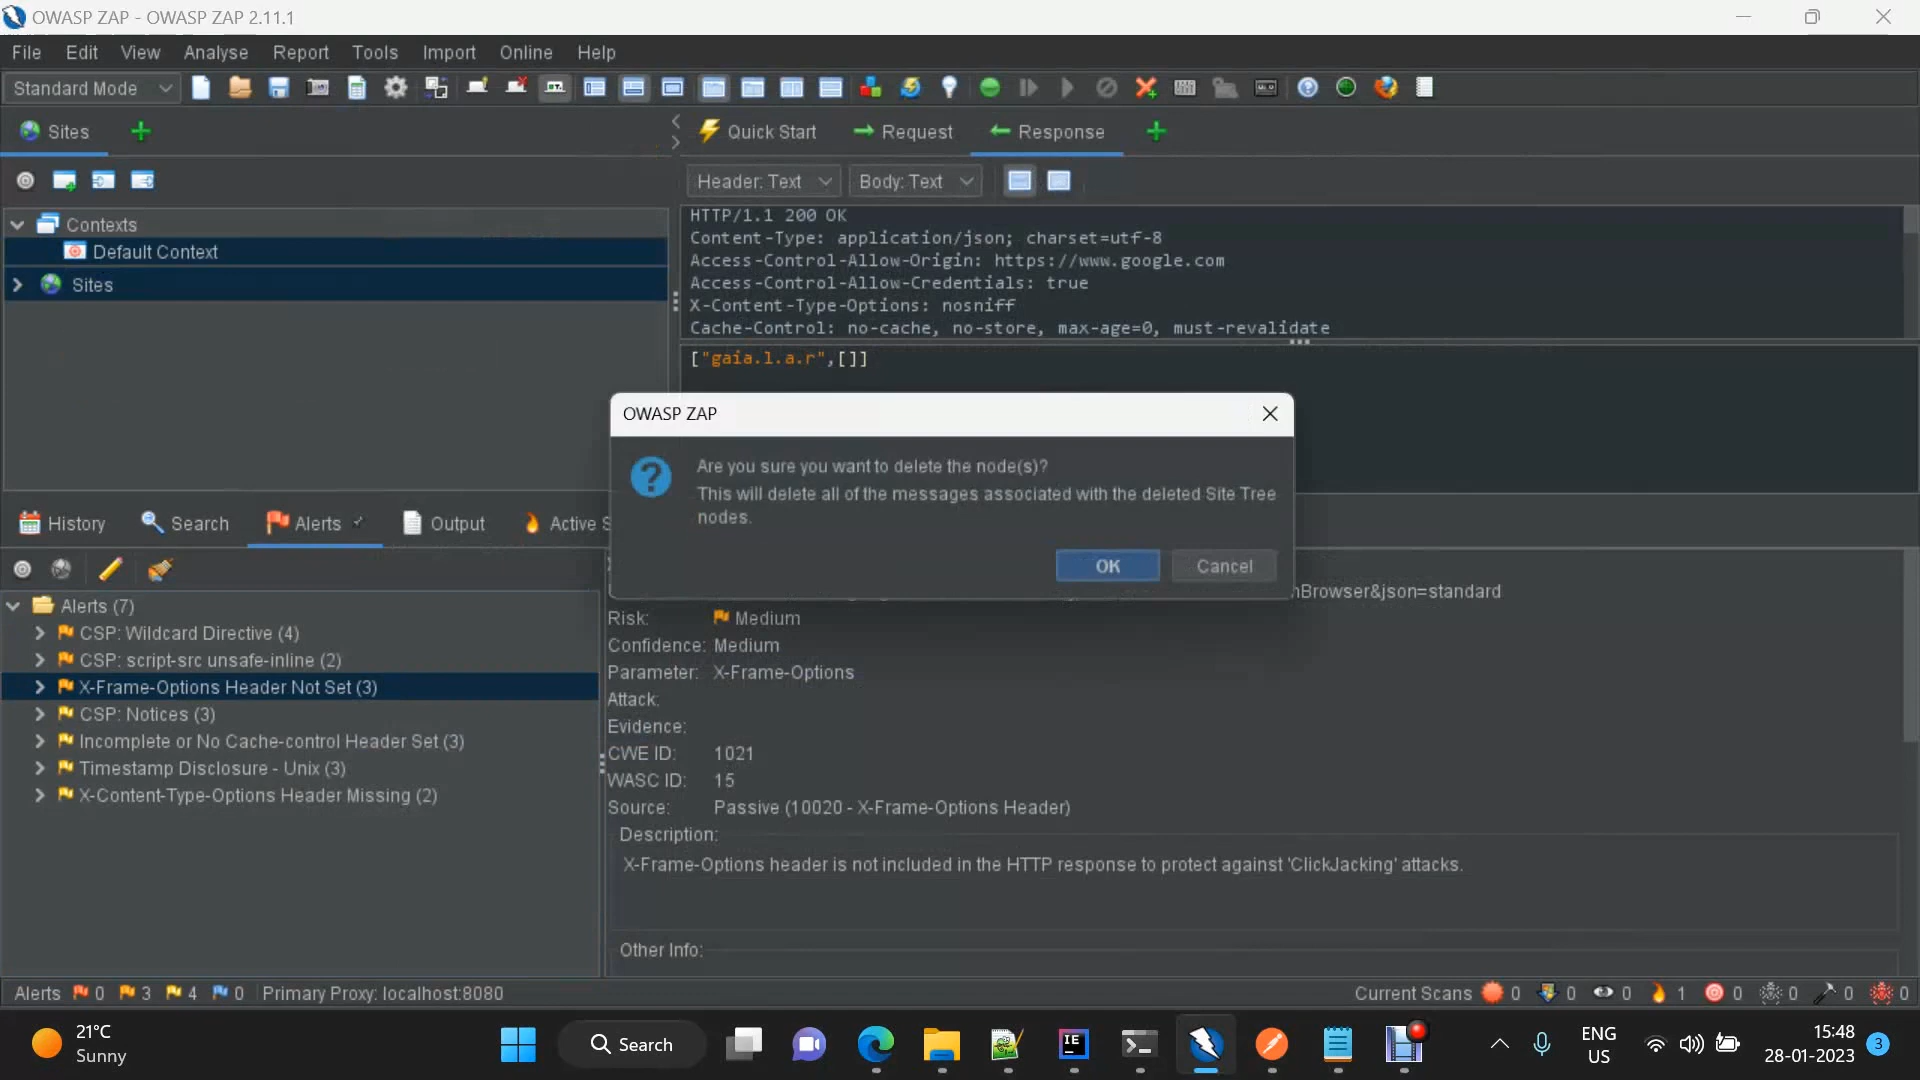 OWASP ZAP - OWASP ZAP 2.11.1
File Edit View Analyse Report Tools Import Online Help
Standard Mode
Sites
Quick Start Request Response
Header: Text Body: Text
Contexts
Default Context
Sites
HTTP/1.1 200 OK
Content-Type: application/json; charset=utf-8
Access-Control-Allow-Origin: https://www.google.com
Access-Control-Allow-Credentials: true
X-Content-Type-Options: nosniff
Cache-Control: no-cache, no-store, max-age=0, must-revalidate
["gaia.l.a.r",[]]
OWASP ZAP
Are you sure you want to delete the node(s)?
This will delete all of the messages associated with the deleted Site Tree
nodes.
OK Cancel
History Search Alerts Output Active S
Alerts (7)
CSP: Wildcard Directive (4)
CSP: script-src unsafe-inline (2)
X-Frame-Options Header Not Set (3)
CSP: Notices (3)
Incomplete or No Cache-control Header Set (3)
Timestamp Disclosure - Unix (3)
X-Content-Type-Options Header Missing (2)
nBrowser&json=standard
Risk: Medium
Confidence: Medium
Parameter: X-Frame-Options
Attack:
Evidence:
CWE ID: 1021
WASC ID: 15
Source: Passive (10020 - X-Frame-Options Header)
Description:
X-Frame-Options header is not included in the HTTP response to protect against 'ClickJacking' attacks.
Other Info:
Alerts 0 3 4 0 Primary Proxy: localhost:8080
Current Scans 0 0 0 1 0 0 0 0
21°C
Sunny
Search
ENG
US
15:48
28-01-2023
3